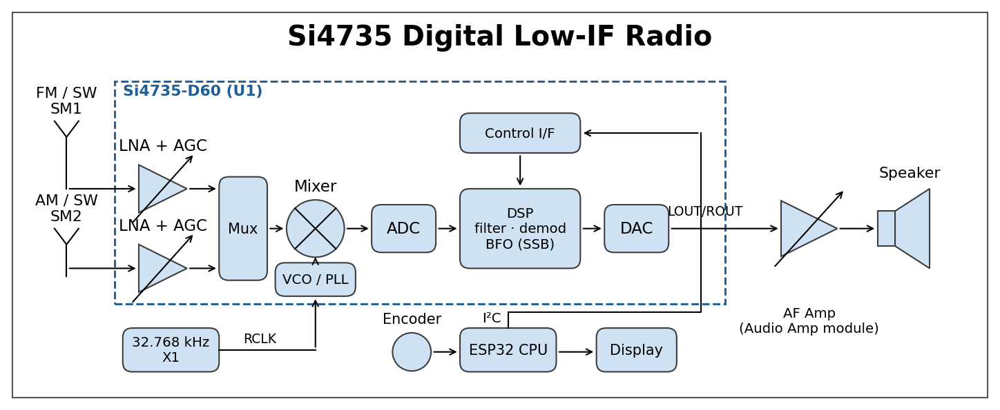 Si4735 Digital Low-IF Radio
Si4735-D60 (U1)
FM / SW
SM1
LNA + AGC
Control I/F
Speaker
Mixer
AM / SW
SM2
LNA + AGC
Mux
ADC
DSP
filter · demod
BFO (SSB)
DAC
LOUT/ROUT
VCO / PLL
AF Amp
(Audio Amp module)
Encoder
I²C
32.768 kHz
X1
RCLK
ESP32 CPU
Display